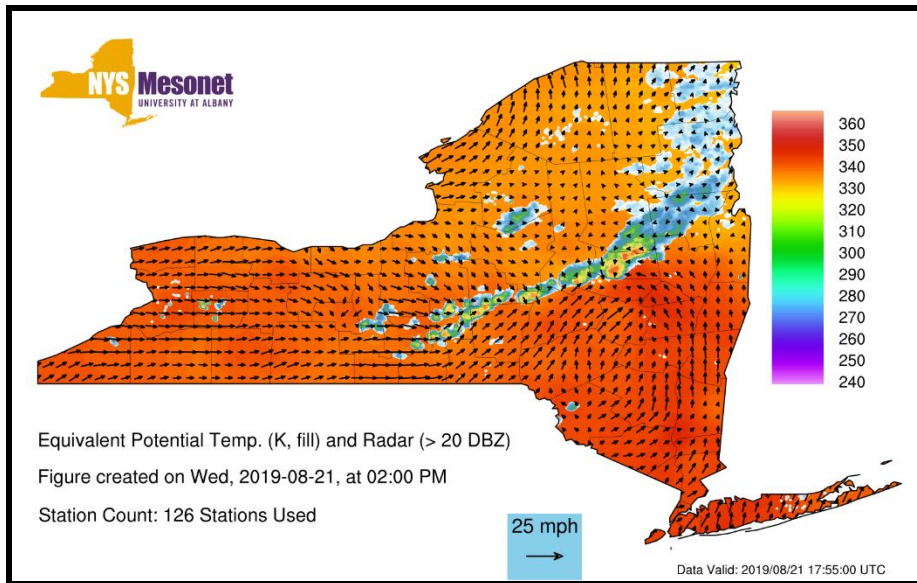 NYS Mesonet
UNIVERSITY AT ALBANY
360
350
340
330
320
310
300
290
280
270
260
250
240
Equivalent Potential Temp. (K, fill) and Radar (> 20 DBZ)
Figure created on Wed, 2019-08-21, at 02:00 PM
Station Count: 126 Stations Used
25 mph
Data Valid: 2019/08/21 17:55:00 UTC